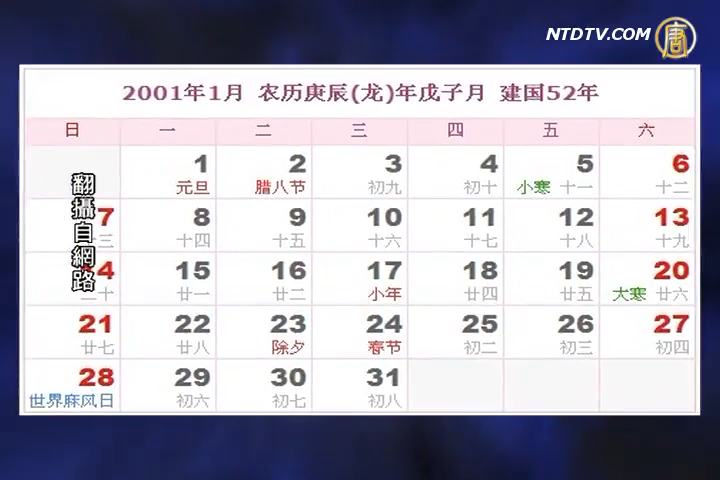 NTDTV.COM 唐
2001年1月 农历庚辰(龙)年戊子月 建国52年
日 一 二 三 四 五 六
1 2 3 4 5 6
元旦 腊八节 初九 初十 小寒 十一 十二
7 8 9 10 11 12 13
十三 十四 十五 十六 十七 十八 十九
14 15 16 17 18 19 20
二十 廿一 廿二 小年 廿四 廿五 大寒 廿六
21 22 23 24 25 26 27
廿七 廿八 除夕 春节 初二 初三 初四
28 29 30 31
世界麻风日 初六 初七 初八
翻攝自網路